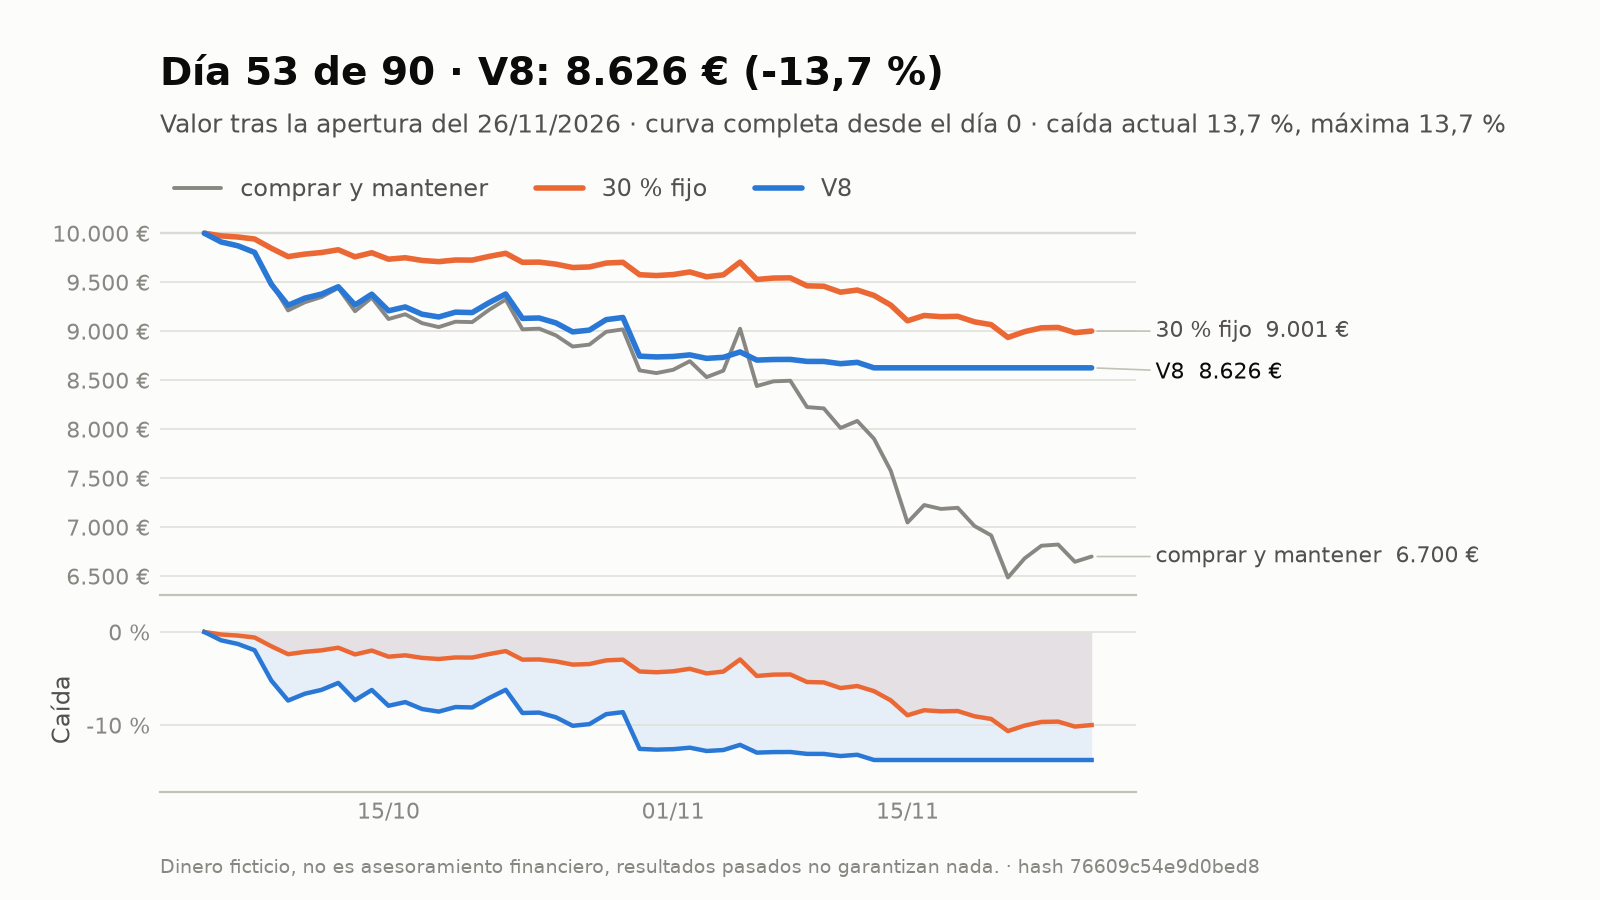 Día 53 de 90 · V8: 8.626 € (-13,7 %)
Valor tras la apertura del 26/11/2026 · curva completa desde el día 0 · caída actual 13,7 %, máxima 13,7 %
comprar y mantener 30 % fijo V8
10.000 €
9.500 €
9.000 €
8.500 €
8.000 €
7.500 €
7.000 €
6.500 €
30 % fijo 9.001 €
V8 8.626 €
comprar y mantener 6.700 €
Caída
0 %
-10 %
15/10 01/11 15/11
Dinero ficticio, no es asesoramiento financiero, resultados pasados no garantizan nada. · hash 76609c54e9d0bed8